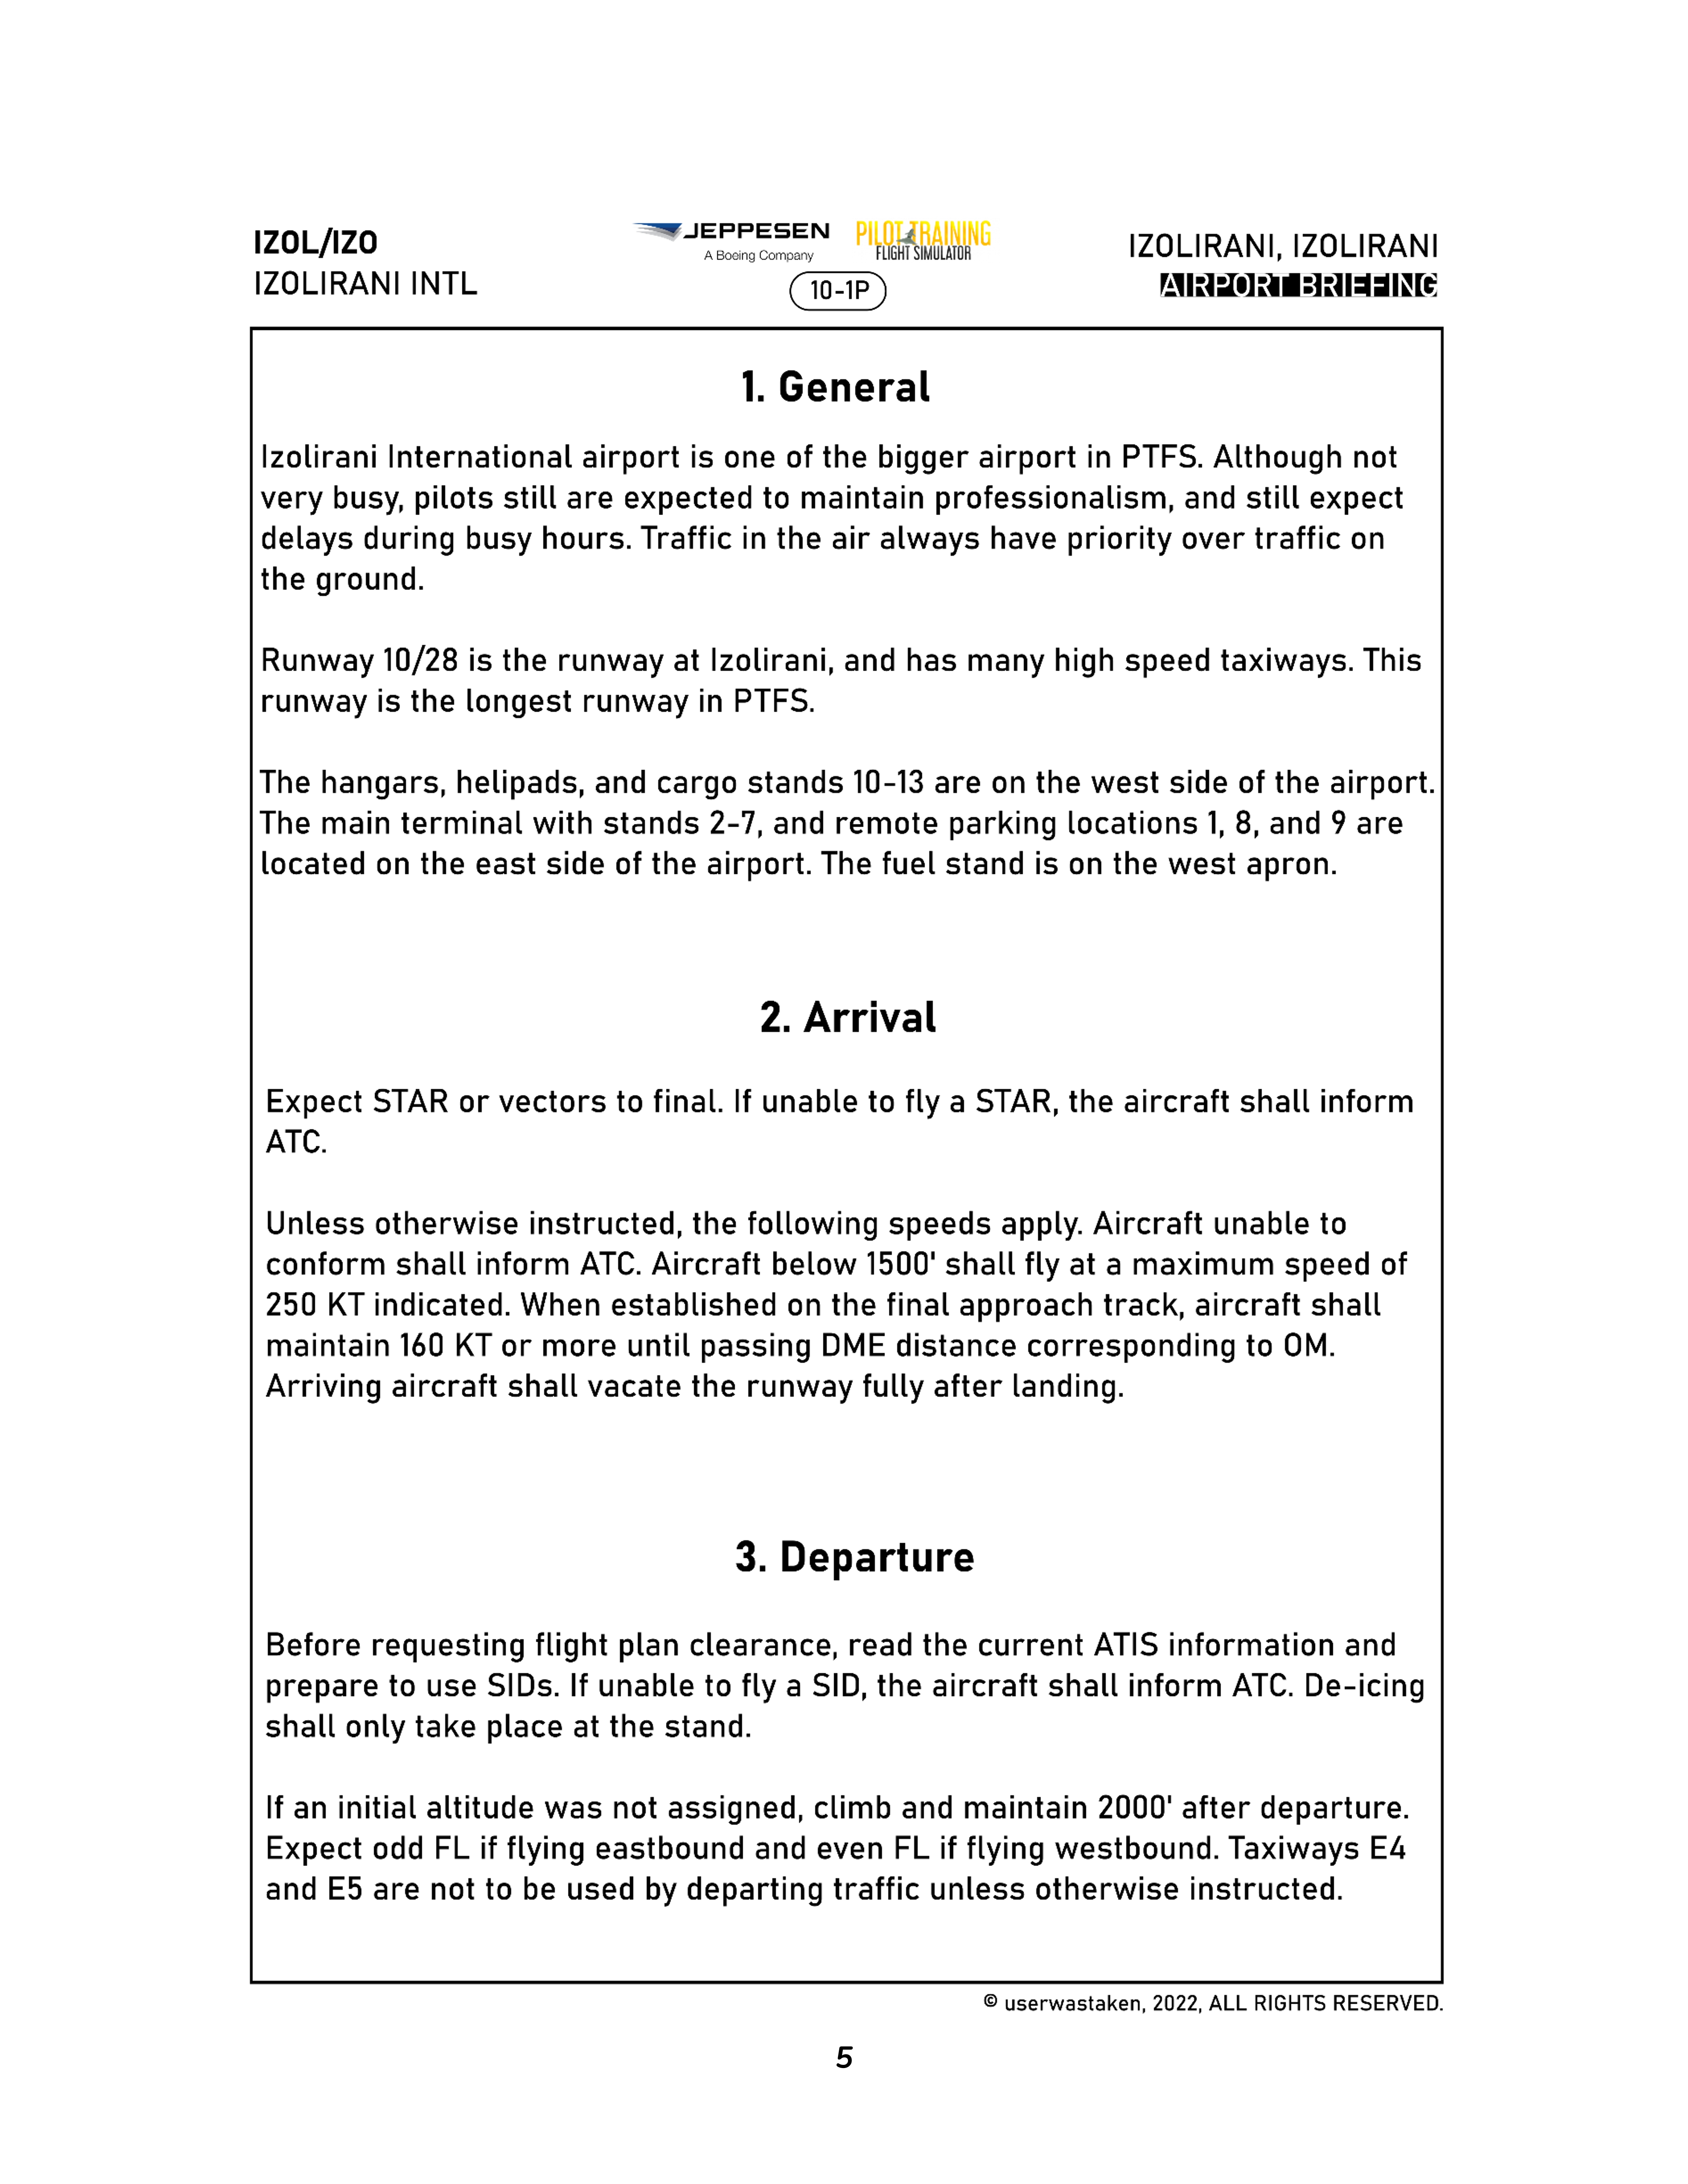 IZOL/IZO
IZOLIRANI INTL
JEPPESEN
A Boeing Company
PILOT TRAINING
FLIGHT SIMULATOR
10-1P
IZOLIRANI, IZOLIRANI
AIRPORT BRIEFING
1. General
Izolirani International airport is one of the bigger airport in PTFS. Although not
very busy, pilots still are expected to maintain professionalism, and still expect
delays during busy hours. Traffic in the air always have priority over traffic on
the ground.
Runway 10/28 is the runway at Izolirani, and has many high speed taxiways. This
runway is the longest runway in PTFS.
The hangars, helipads, and cargo stands 10-13 are on the west side of the airport.
The main terminal with stands 2-7, and remote parking locations 1, 8, and 9 are
located on the east side of the airport. The fuel stand is on the west apron.
2. Arrival
Expect STAR or vectors to final. If unable to fly a STAR, the aircraft shall inform
ATC.
Unless otherwise instructed, the following speeds apply. Aircraft unable to
conform shall inform ATC. Aircraft below 1500' shall fly at a maximum speed of
250 KT indicated. When established on the final approach track, aircraft shall
maintain 160 KT or more until passing DME distance corresponding to OM.
Arriving aircraft shall vacate the runway fully after landing.
3. Departure
Before requesting flight plan clearance, read the current ATIS information and
prepare to use SIDs. If unable to fly a SID, the aircraft shall inform ATC. De-icing
shall only take place at the stand.
If an initial altitude was not assigned, climb and maintain 2000' after departure.
Expect odd FL if flying eastbound and even FL if flying westbound. Taxiways E4
and E5 are not to be used by departing traffic unless otherwise instructed.
© userwastaken, 2022, ALL RIGHTS RESERVED.
5